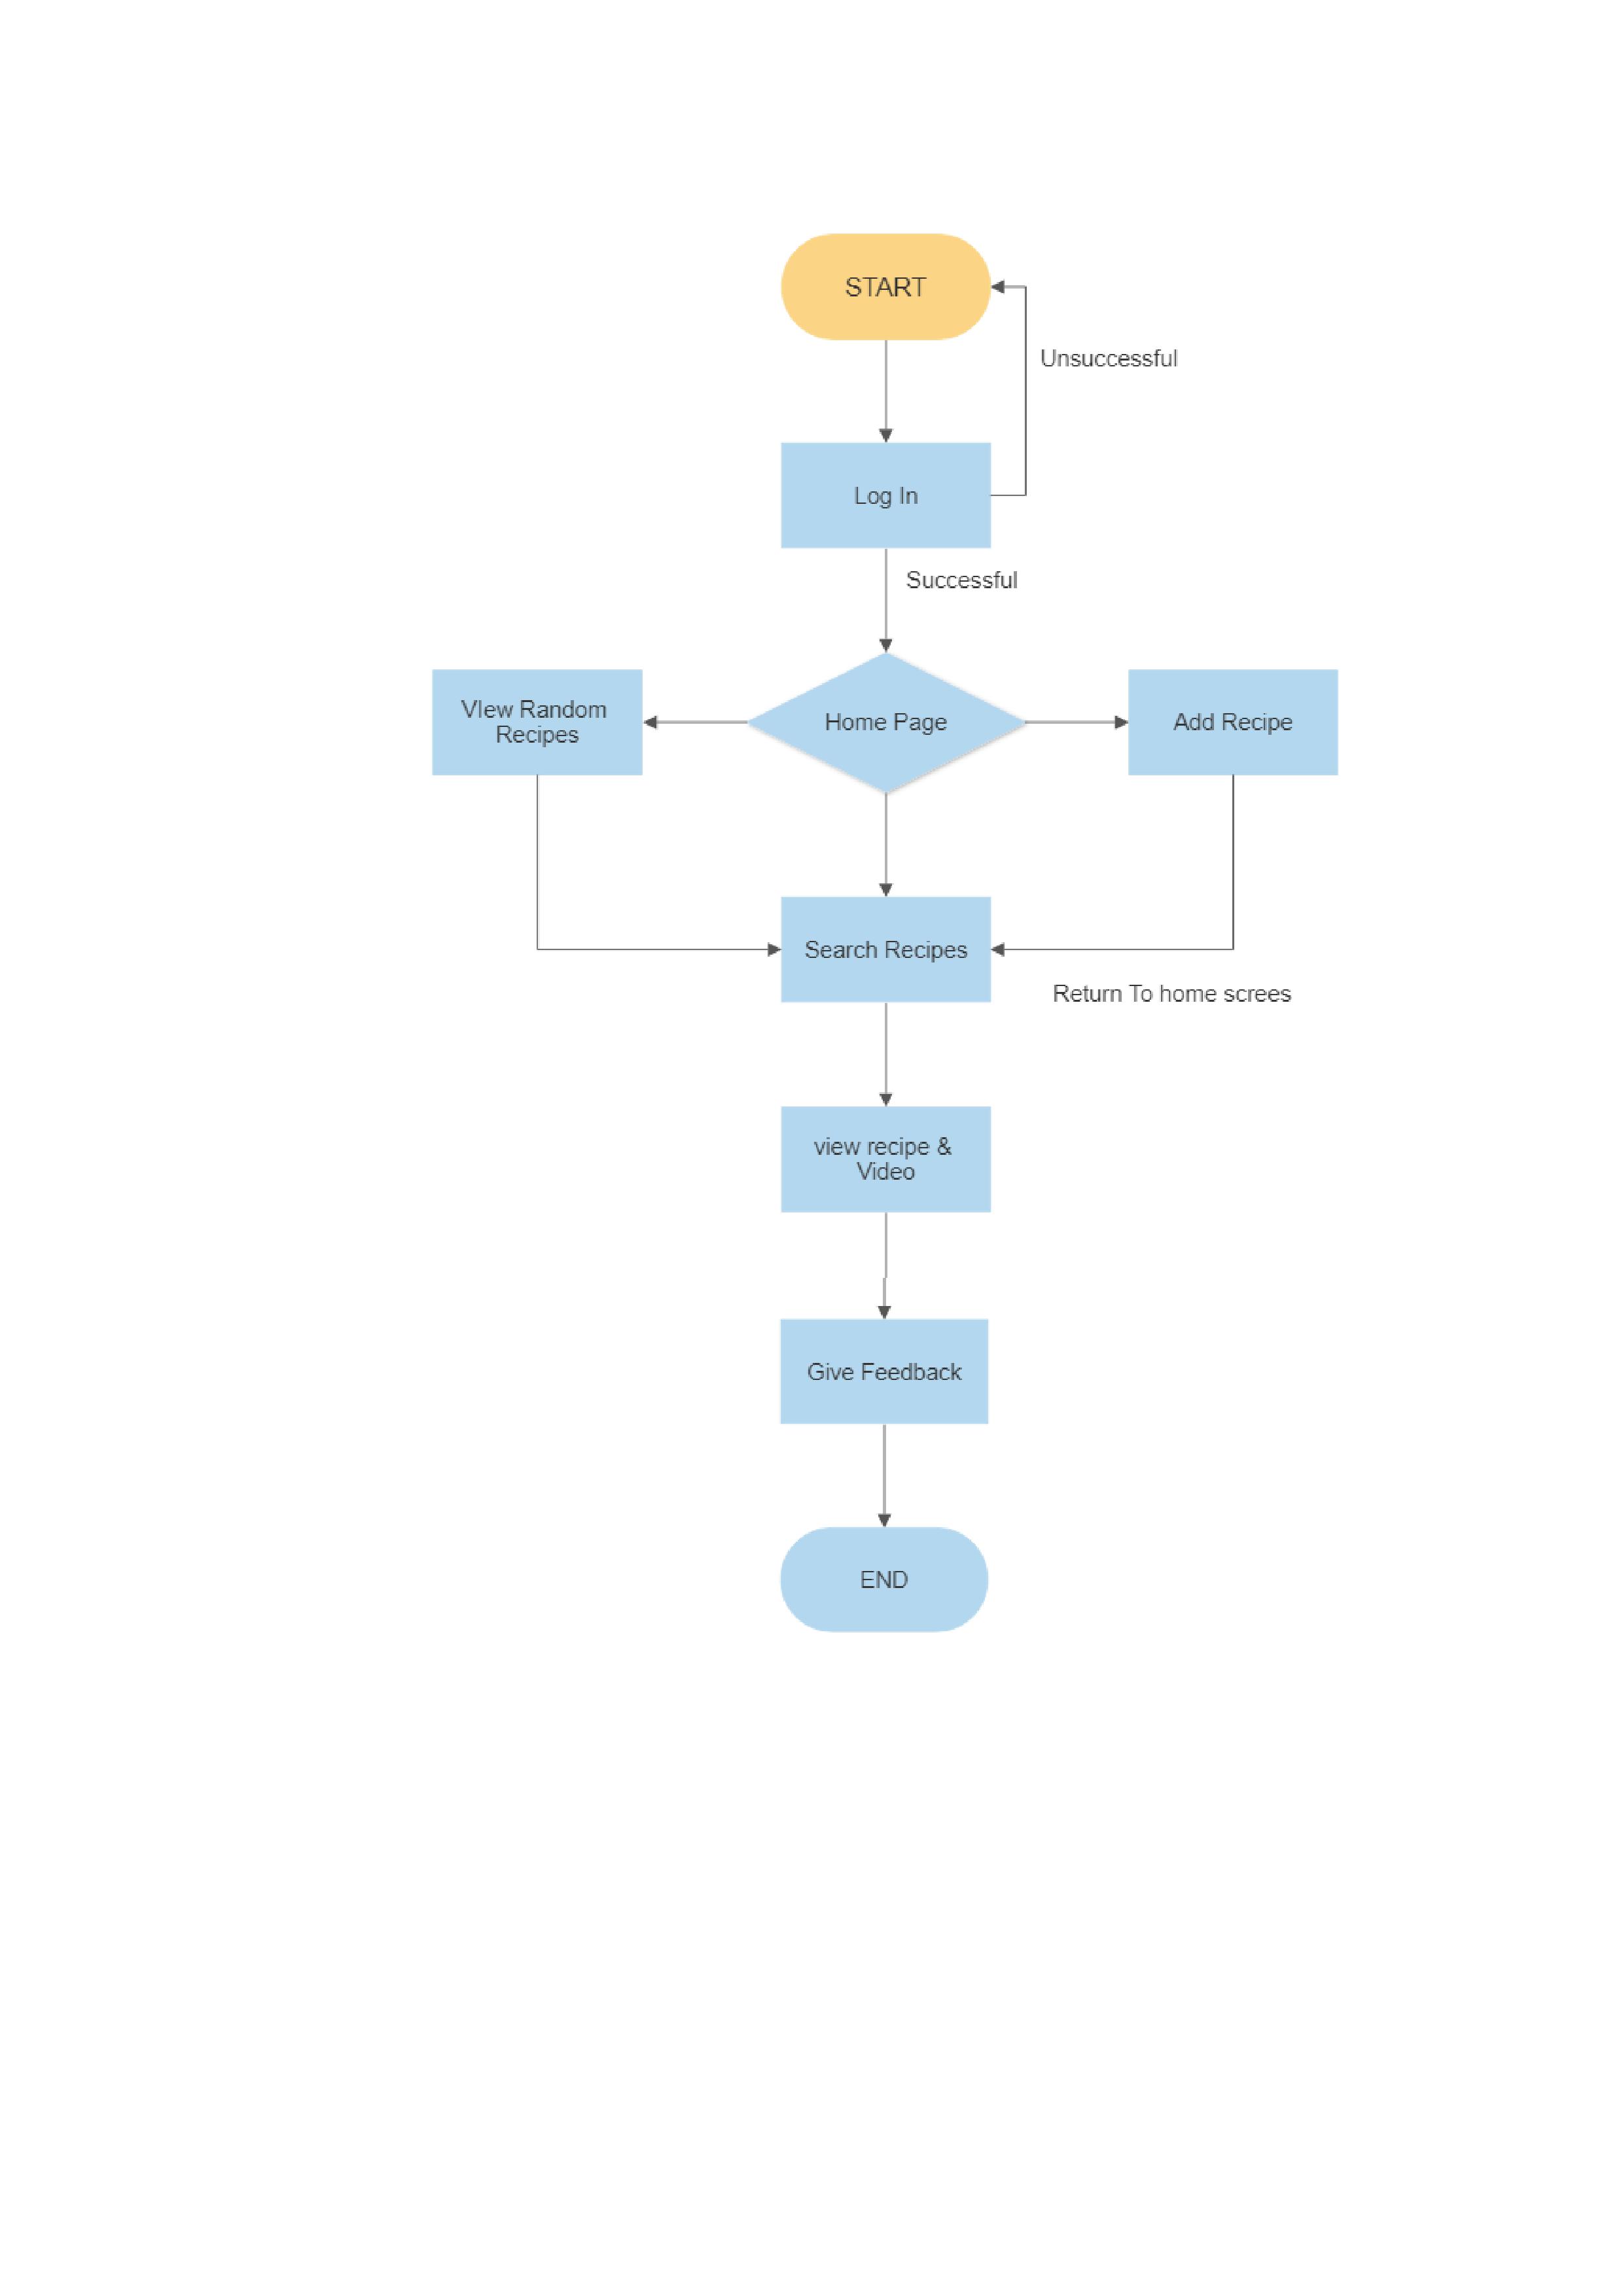 START
Unsuccessful
Log In
Successful
VIew Random
Recipes
Home Page
Add Recipe
Search Recipes
Return To home screes
view recipe &
Video
Give Feedback
END